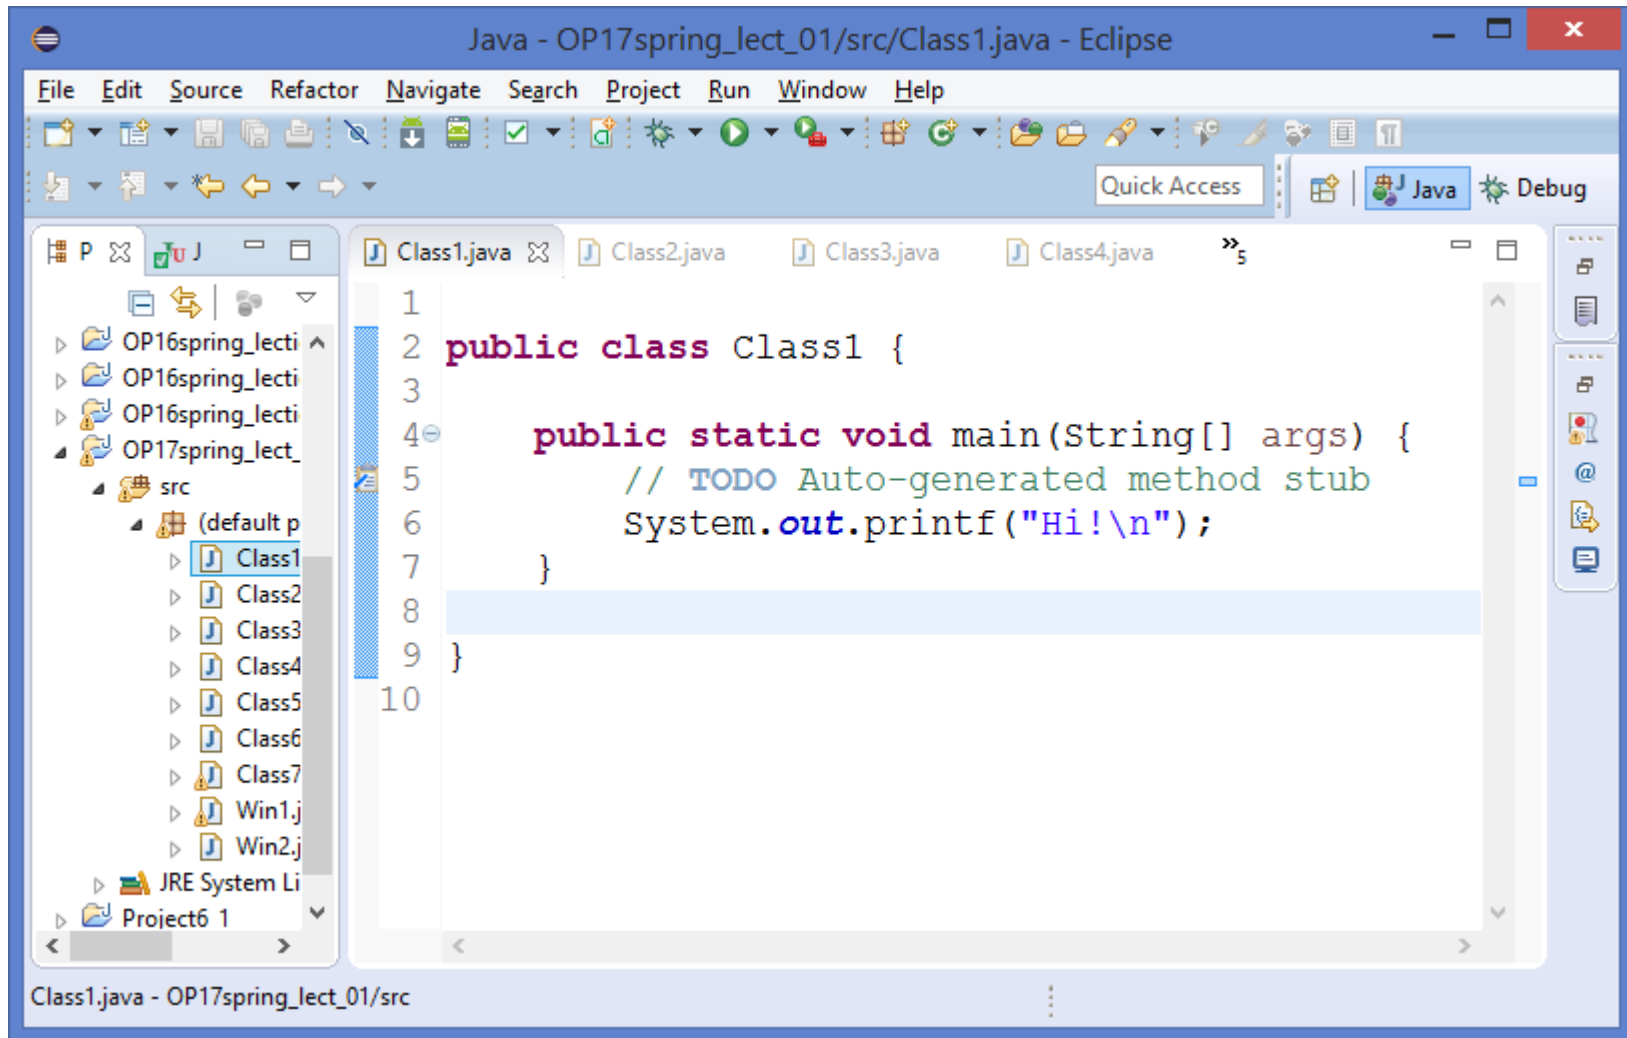 Java - OP17spring_lect_01/src/Class1.java - Eclipse
File Edit Source Refactor Navigate Search Project Run Window Help
Quick Access Java Debug
P J Class1.java Class2.java Class3.java Class4.java »5
1
2 public class Class1 {
3
4 public static void main(String[] args) {
5 // TODO Auto-generated method stub
6 System.out.printf("Hi!\n");
7 }
8
9 }
10
OP16spring_lecti
OP16spring_lecti
OP16spring_lecti
OP17spring_lect_
src
(default p
Class1
Class2
Class3
Class4
Class5
Class6
Class7
Win1.j
Win2.j
JRE System Li
Project6_1
Class1.java - OP17spring_lect_01/src